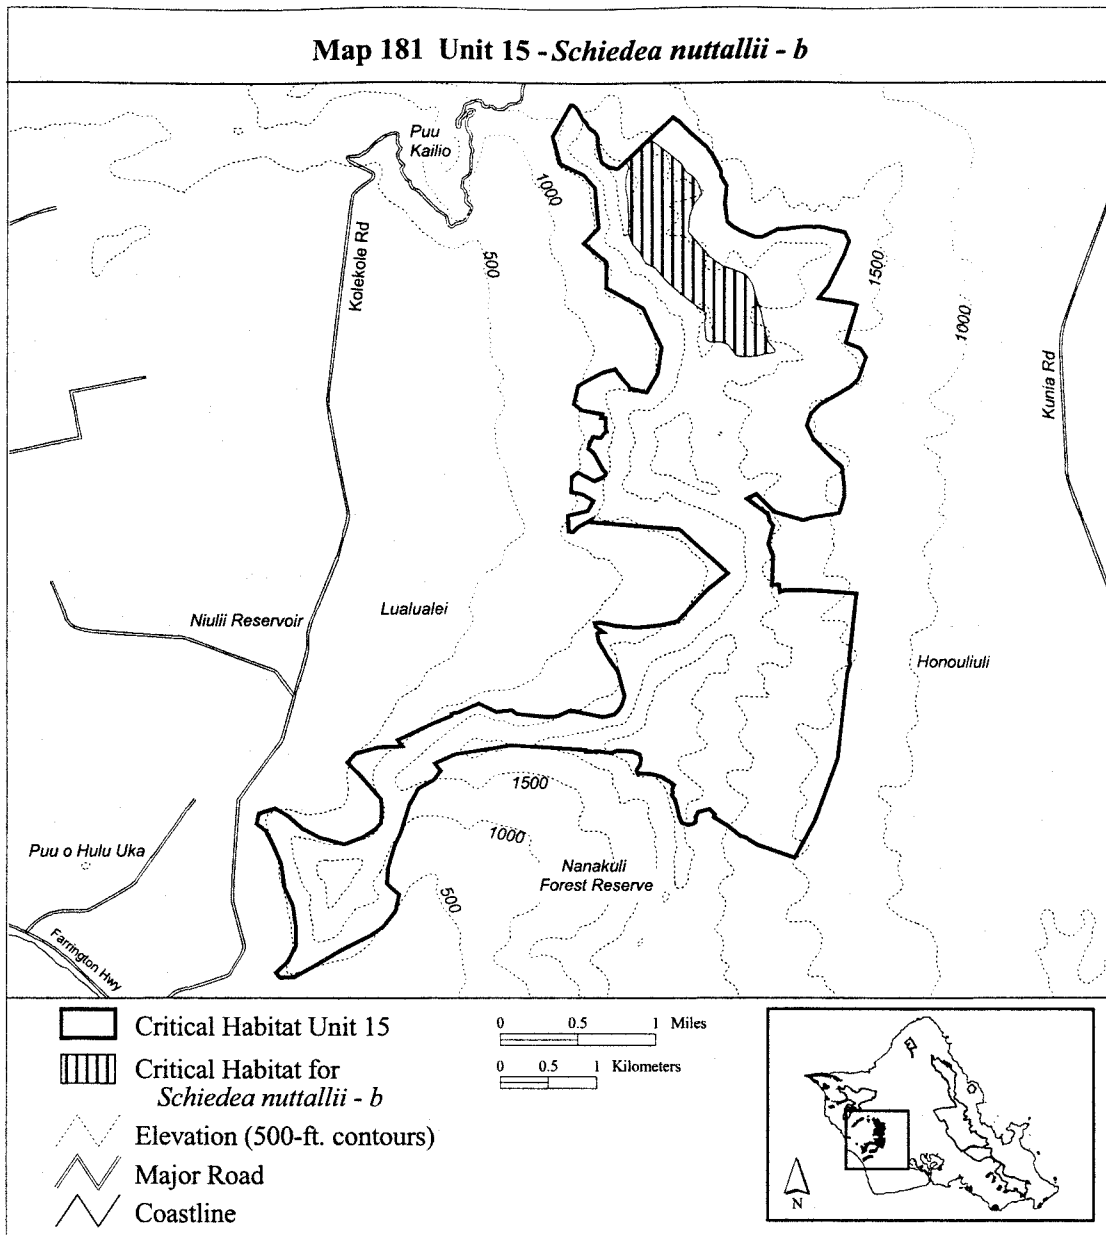 Map 181 Unit 15 - Schiedea nuttallii - b
Puu
Kailio
1000
Kolekole Rd
500
1500
1000
Kunia Rd
Niulii Reservoir
Lualualei
Honouliuli
1500
1000
Puu o Hulu Uka
Nanakuli
Forest Reserve
500
Farrington Hwy
Critical Habitat Unit 15
Critical Habitat for
Schiedea nuttallii - b
Elevation (500-ft. contours)
Major Road
Coastline
0 0.5 1 Miles
0 0.5 1 Kilometers
N